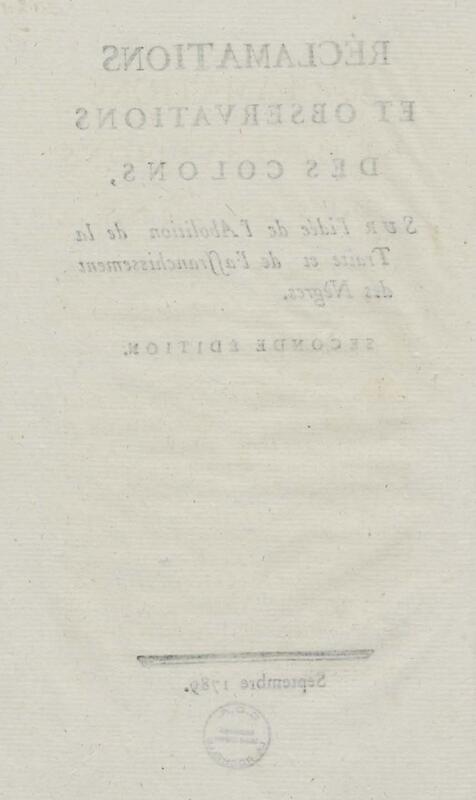 RÉCLAMATIONS
ET OBSERVATIONS
DES COLONS,
SUR l'idée de l'Abolition de la
Traite et de l'affranchissement
des Nègres.
SECONDE ÉDITION.
Septembre 1789.